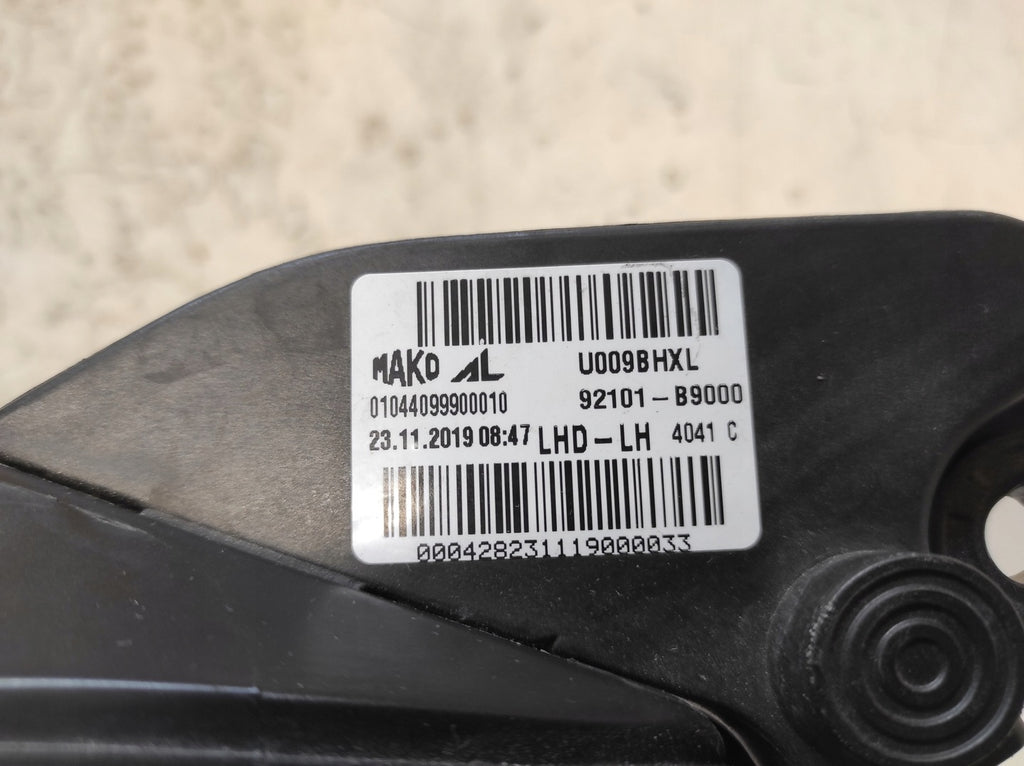 MAKO AL U009BHXL
01044099900010 92101-B9000
23.11.2019 08:47 LHD-LH 4041 C
000428231119000033